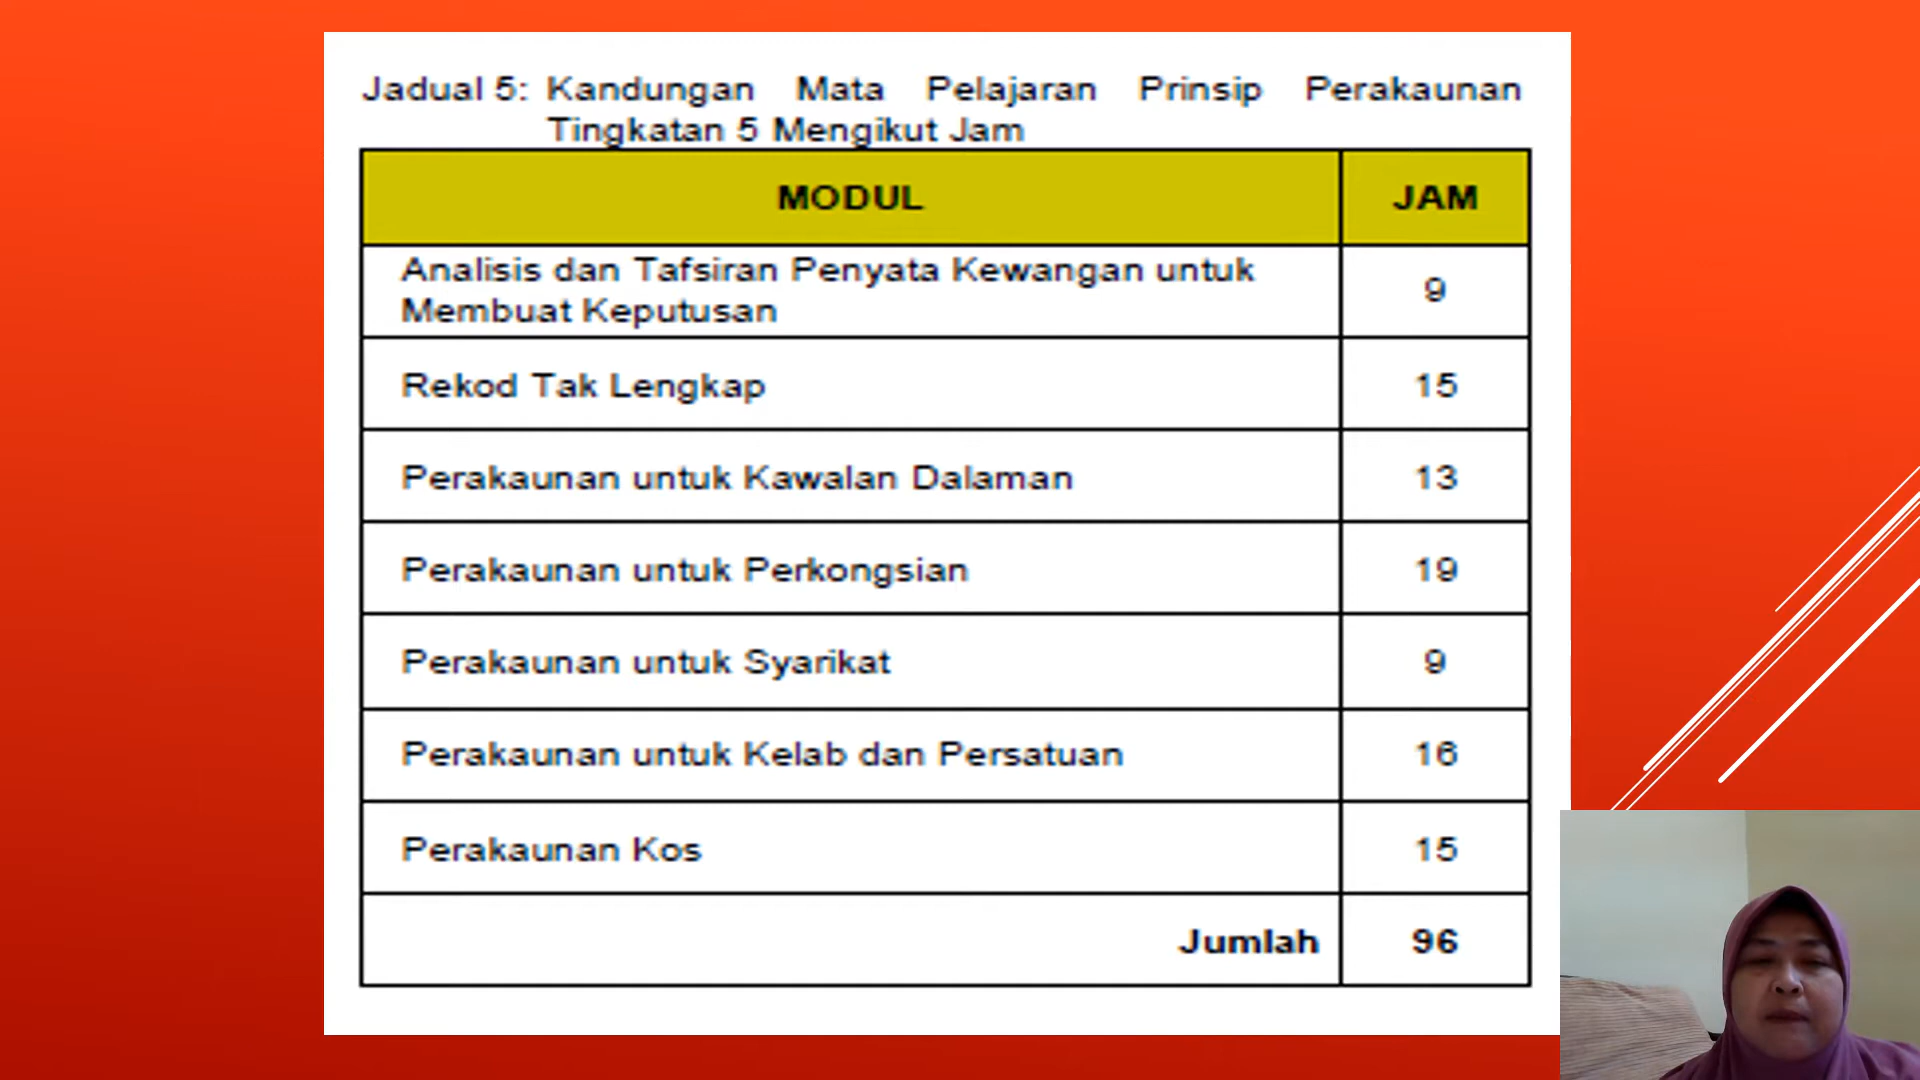 Jadual 5: Kandungan Mata Pelajaran Prinsip Perakaunan
Tingkatan 5 Mengikut Jam
MODUL JAM
Analisis dan Tafsiran Penyata Kewangan untuk
Membuat Keputusan 9
Rekod Tak Lengkap 15
Perakaunan untuk Kawalan Dalaman 13
Perakaunan untuk Perkongsian 19
Perakaunan untuk Syarikat 9
Perakaunan untuk Kelab dan Persatuan 16
Perakaunan Kos 15
Jumlah 96